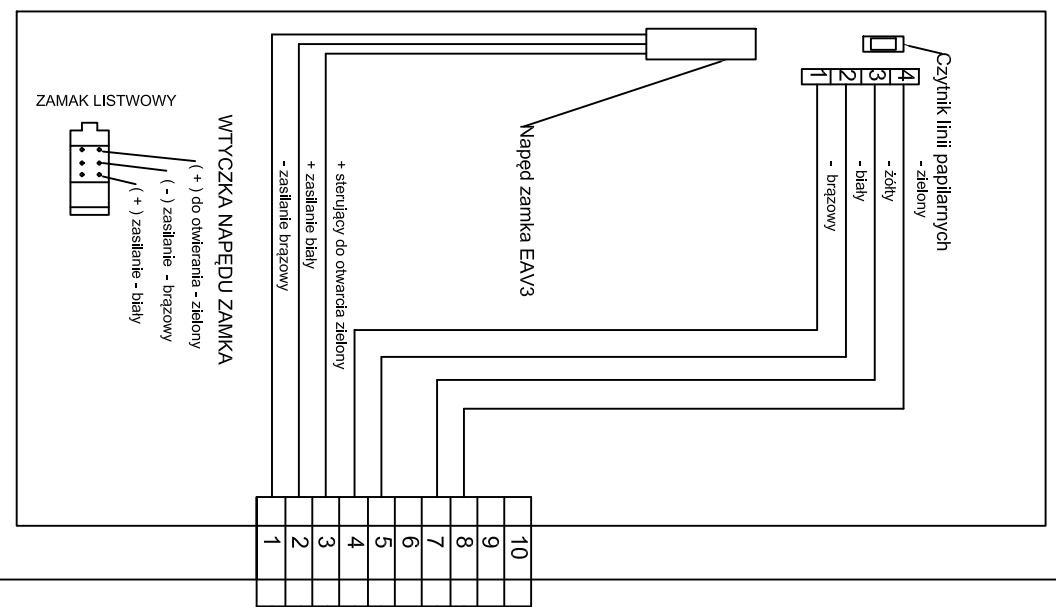 ZAMAK LISTWOWY
WTYCZKA NAPĘDU ZAMKA
( + ) do otwierania - zielony
( - ) zasilanie - brązowy
( + ) zasilanie - biały
+ sterujący do otwarcia zielony
+ zasilanie biały
- zasilanie brązowy
Napęd zamka EAV3
Czytnik linii papilarnych
- zielony
- żółty
- biały
- brązowy
1 2 3 4
1 2 3 4 5 6 7 8 9 10